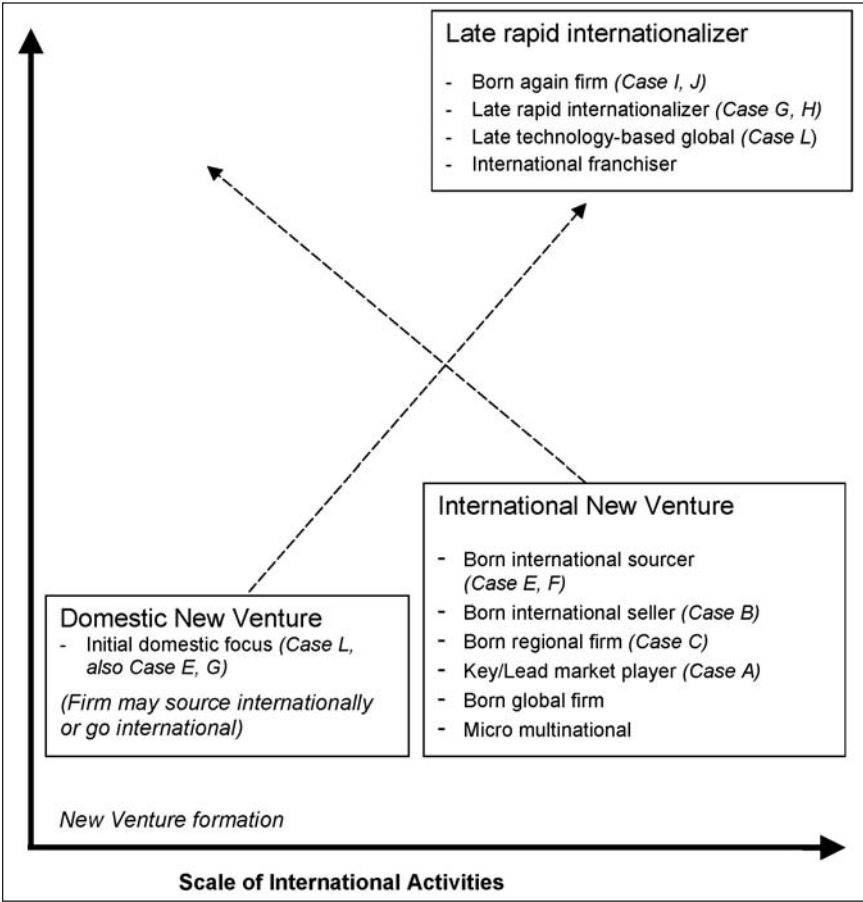 Late rapid internationalizer
- Born again firm (Case I, J)
- Late rapid internationalizer (Case G, H)
- Late technology-based global (Case L)
- International franchiser
International New Venture
- Born international sourcer
(Case E, F)
- Born international seller (Case B)
- Born regional firm (Case C)
- Key/Lead market player (Case A)
- Born global firm
- Micro multinational
Domestic New Venture
- Initial domestic focus (Case L,
also Case E, G)
(Firm may source internationally
or go international)
New Venture formation
Scale of International Activities